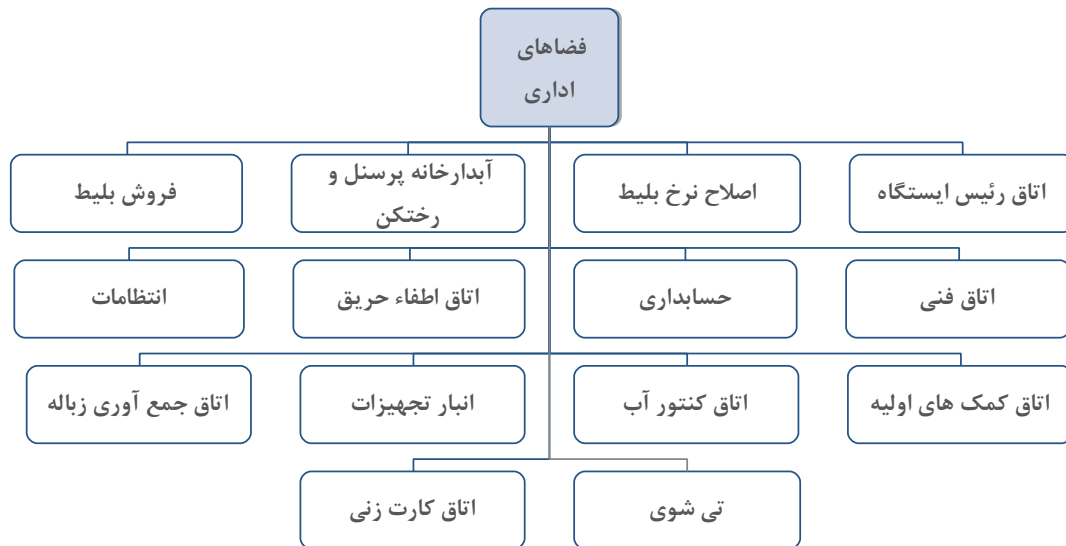 فضاهای
اداری
اتاق رئیس ایستگاه
اصلاح نرخ بلیط
آبدارخانه پرسنل و
رختکن
فروش بلیط
اتاق فنی
حسابداری
اتاق اطفاء حریق
انتظامات
اتاق کمک های اولیه
اتاق کنتور آب
انبار تجهیزات
اتاق جمع آوری زباله
تی شوی
اتاق کارت زنی